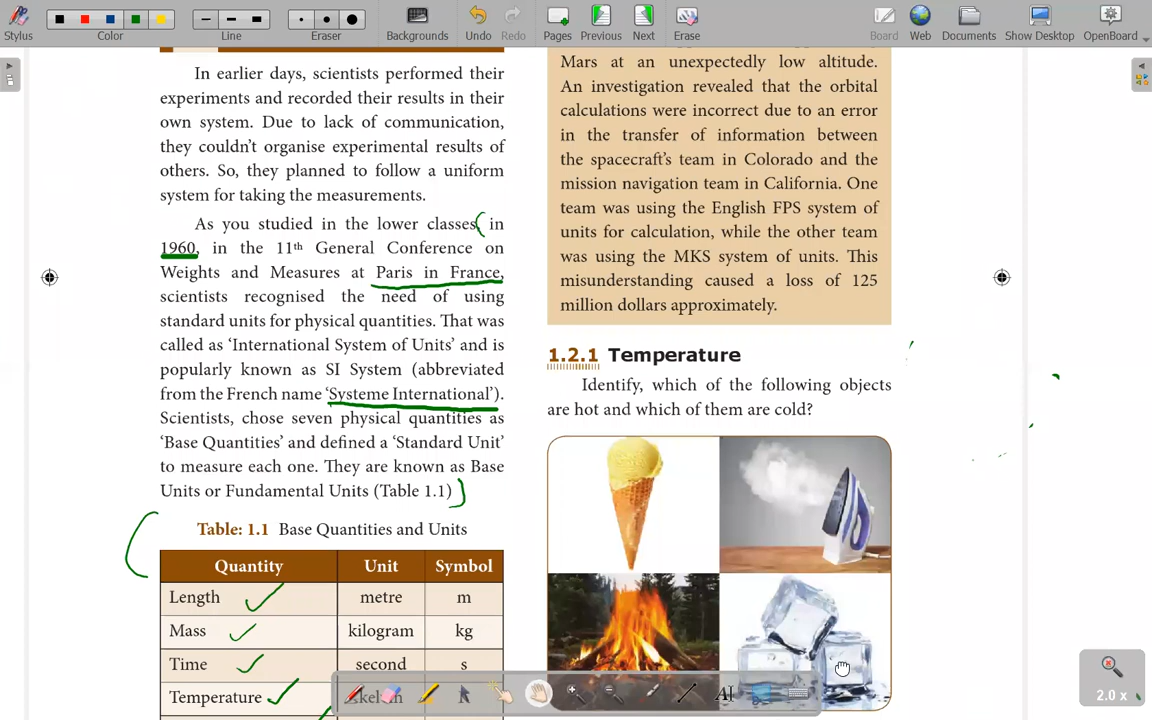 Stylus
Color
Line
Eraser
Backgrounds
Undo
Redo
Pages
Previous
Next
Erase
Board
Web
Documents
Show Desktop
OpenBoard
In earlier days, scientists performed their
experiments and recorded their results in their
own system. Due to lack of communication,
they couldn't organise experimental results of
others. So, they planned to follow a uniform
system for taking the measurements.
As you studied in the lower classes, in
1960, in the 11th General Conference on
Weights and Measures at Paris in France,
scientists recognised the need of using
standard units for physical quantities. That was
called as 'International System of Units' and is
popularly known as SI System (abbreviated
from the French name 'Systeme International').
Scientists, chose seven physical quantities as
'Base Quantities' and defined a 'Standard Unit'
to measure each one. They are known as Base
Units or Fundamental Units (Table 1.1)
Table: 1.1 Base Quantities and Units
Quantity Unit Symbol
Length metre m
Mass kilogram kg
Time second s
Temperature
Mars at an unexpectedly low altitude.
An investigation revealed that the orbital
calculations were incorrect due to an error
in the transfer of information between
the spacecraft's team in Colorado and the
mission navigation team in California. One
team was using the English FPS system of
units for calculation, while the other team
was using the MKS system of units. This
misunderstanding caused a loss of 125
million dollars approximately.
1.2.1 Temperature
Identify, which of the following objects
are hot and which of them are cold?
2.0 x